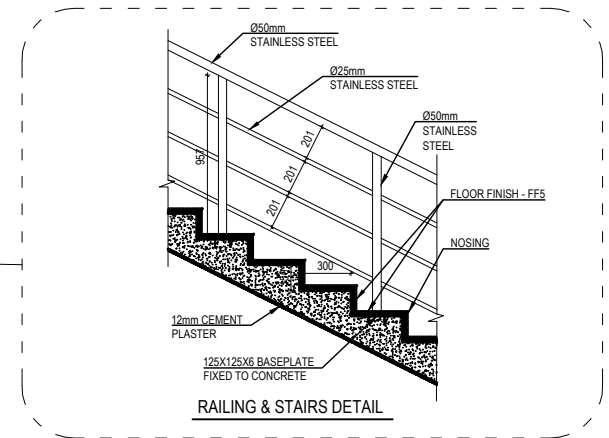 Ø50mm
STAINLESS STEEL
Ø25mm
STAINLESS STEEL
Ø50mm
STAINLESS
STEEL
201
201
201
957
FLOOR FINISH - FF5
NOSING
300
12mm CEMENT
PLASTER
125X125X6 BASEPLATE
FIXED TO CONCRETE
RAILING & STAIRS DETAIL